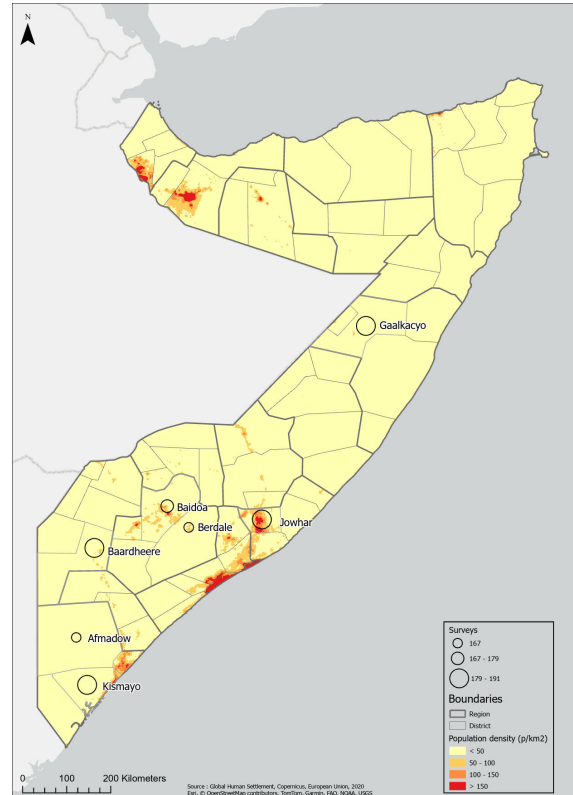 N
Gaalkacyo
Baidoa
Berdale
Jowhar
Baardheere
Afmadow
Kismayo
Surveys
167
167 - 179
179 - 191
Boundaries
Region
District
Population density (p/km2)
< 50
50 - 100
100 - 150
> 150
0 100 200 Kilometers
Source : Global Human Settlement, Copernicus, European Union, 2020
Esri, © OpenStreetMap contributors, TomTom, Garmin, FAO, NOAA, USGS